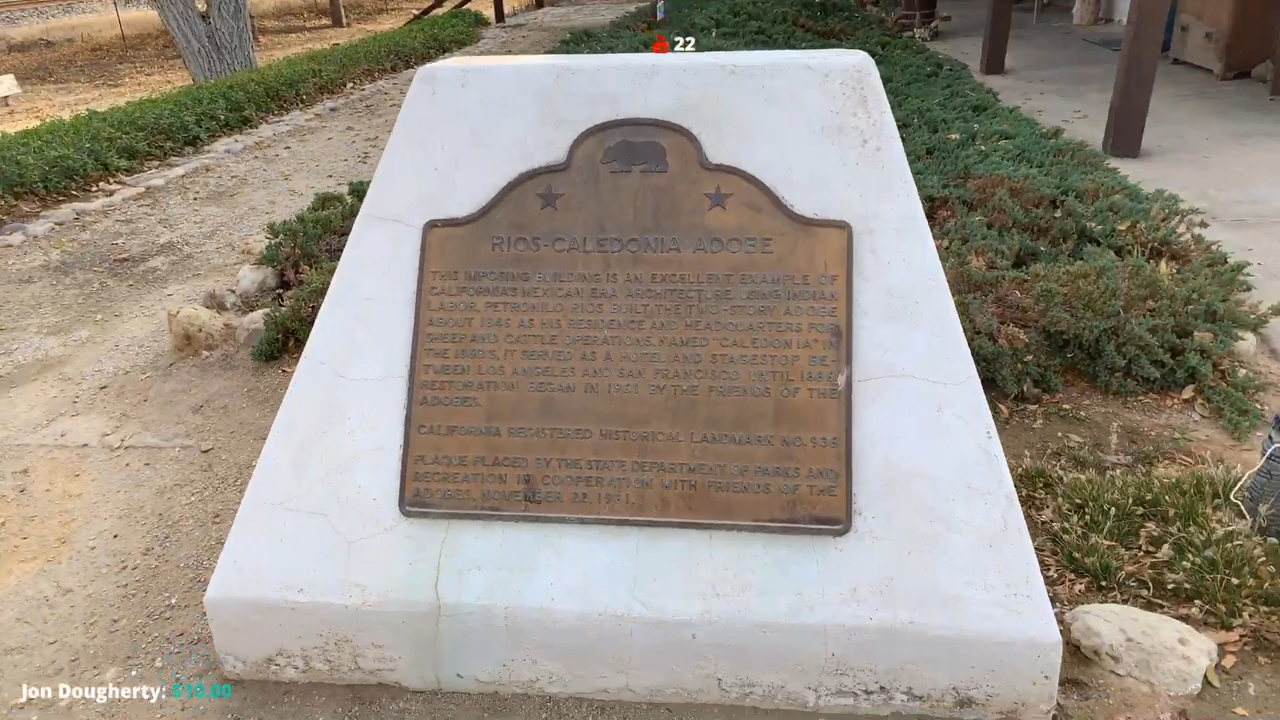 22
RIOS-CALEDONIA ADOBE
THIS IMPOSING BUILDING IS AN EXCELLENT EXAMPLE OF
CALIFORNIA'S MEXICAN ERA ARCHITECTURE. USING INDIAN
LABOR, PETRONILO RIOS BUILT THE TWO-STORY ADOBE
ABOUT 1846 AS HIS RESIDENCE AND HEADQUARTERS FOR
SHEEP AND CATTLE OPERATIONS. NAMED "CALEDONIA" IN
THE 1860'S, IT SERVED AS A HOTEL AND STAGESTOP BE-
TWEEN LOS ANGELES AND SAN FRANCISCO UNTIL 1886.
RESTORATION BEGAN IN 1968 BY THE FRIENDS OF THE
ADOBES.
CALIFORNIA REGISTERED HISTORICAL LANDMARK NO. 936
PLAQUE PLACED BY THE STATE DEPARTMENT OF PARKS AND
RECREATION IN COOPERATION WITH FRIENDS OF THE
ADOBES, NOVEMBER 22, 1981.
Jon Dougherty: $10.00